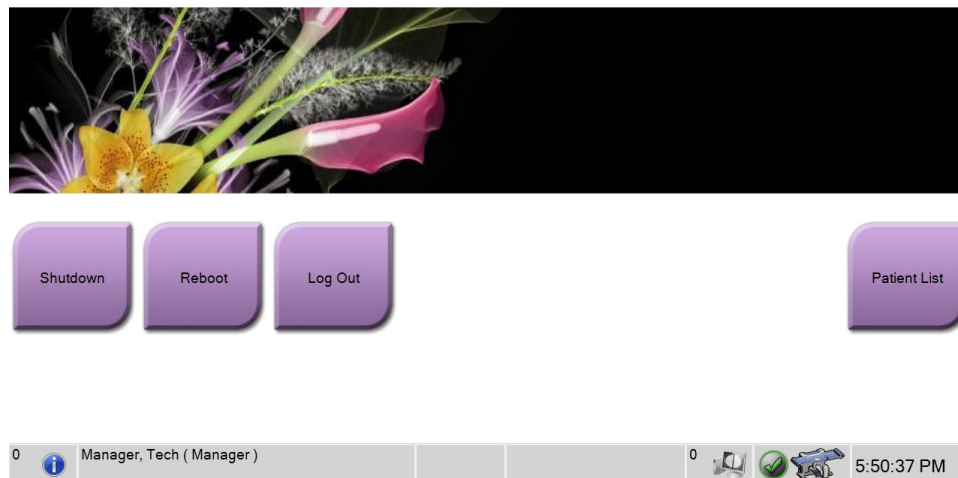 Shutdown
Reboot
Log Out
Patient List
0
Manager, Tech ( Manager )
0
5:50:37 PM